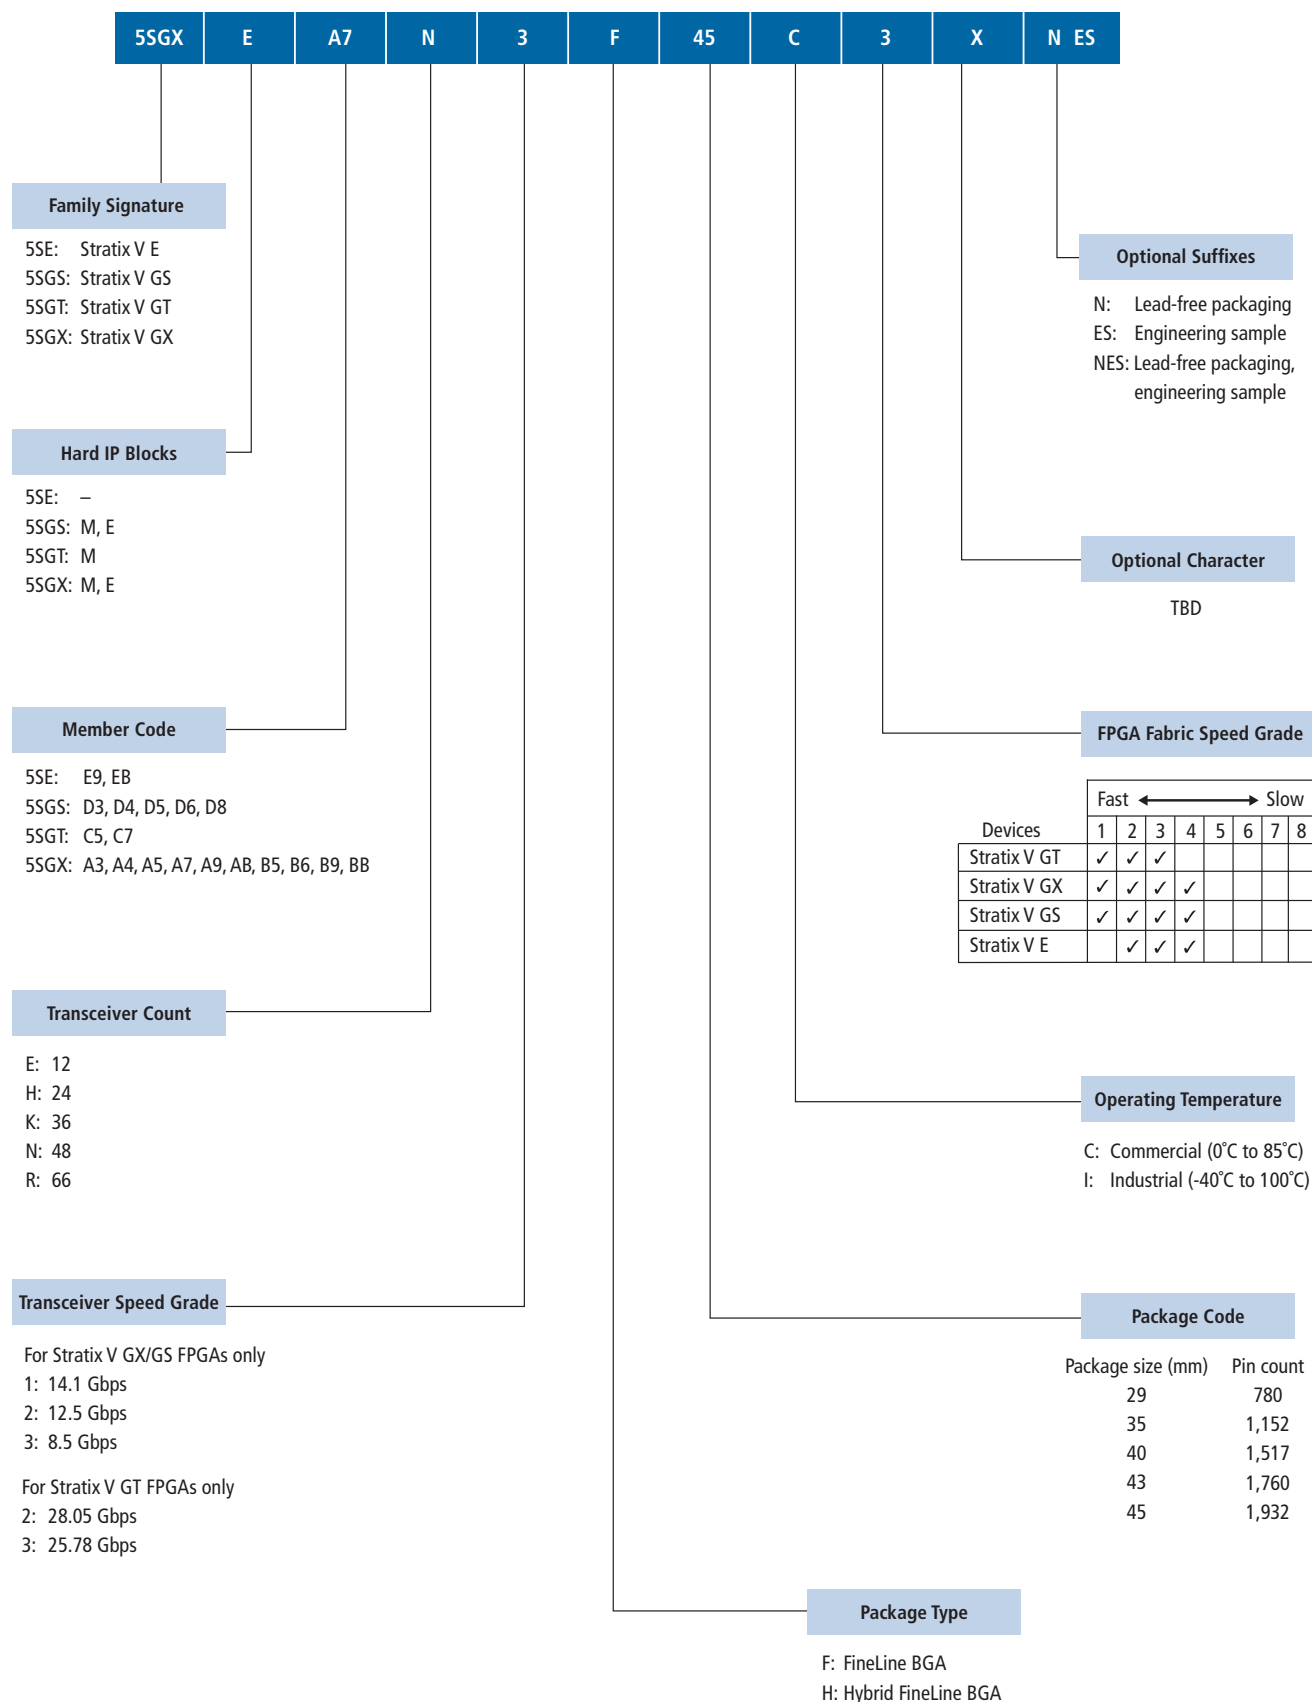 5SGX E A7 N 3 F 45 C 3 X N ES
Family Signature
5SE: Stratix V E
5SGS: Stratix V GS
5SGT: Stratix V GT
5SGX: Stratix V GX
Hard IP Blocks
5SE: –
5SGS: M, E
5SGT: M
5SGX: M, E
Member Code
5SE: E9, EB
5SGS: D3, D4, D5, D6, D8
5SGT: C5, C7
5SGX: A3, A4, A5, A7, A9, AB, B5, B6, B9, BB
Transceiver Count
E: 12
H: 24
K: 36
N: 48
R: 66
Transceiver Speed Grade
For Stratix V GX/GS FPGAs only
1: 14.1 Gbps
2: 12.5 Gbps
3: 8.5 Gbps
For Stratix V GT FPGAs only
2: 28.05 Gbps
3: 25.78 Gbps
Optional Suffixes
N: Lead-free packaging
ES: Engineering sample
NES: Lead-free packaging,
engineering sample
Optional Character
TBD
FPGA Fabric Speed Grade
Fast Slow
Devices 1 2 3 4 5 6 7 8
Stratix V GT ✓ ✓ ✓
Stratix V GX ✓ ✓ ✓ ✓
Stratix V GS ✓ ✓ ✓ ✓
Stratix V E ✓ ✓ ✓
Operating Temperature
C: Commercial (0˚C to 85˚C)
I: Industrial (-40˚C to 100˚C)
Package Code
Package size (mm) Pin count
29 780
35 1,152
40 1,517
43 1,760
45 1,932
Package Type
F: FineLine BGA
H: Hybrid FineLine BGA